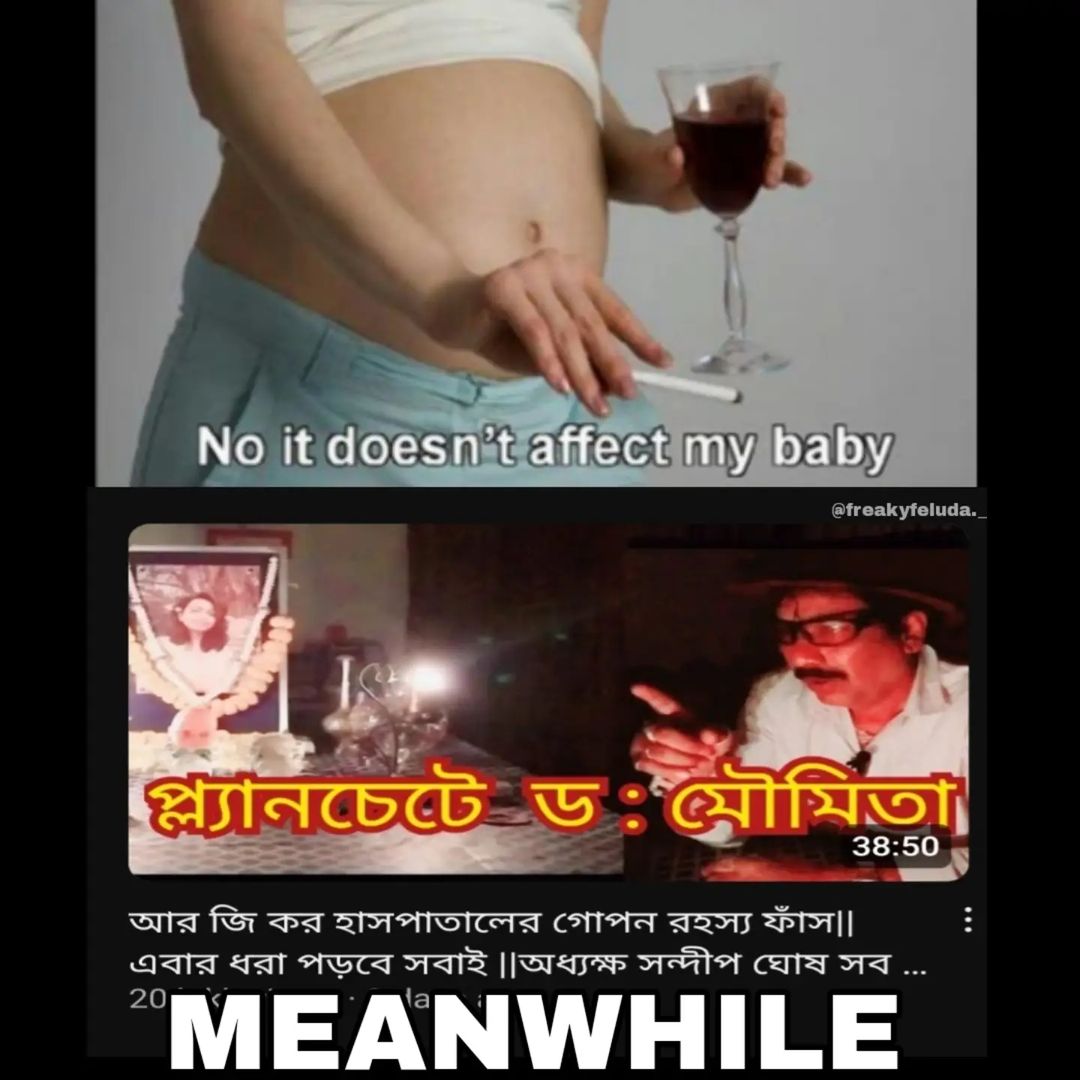 No it doesn't affect my baby
@freakyfeluda._
প্ল্যানচেটে ড : মৌমিতা
38:50
আর জি কর হাসপাতালের গোপন রহস্য ফাঁস||
এবার ধরা পড়বে সবাই ||অধ্যক্ষ সন্দীপ ঘোষ সব ...
MEANWHILE